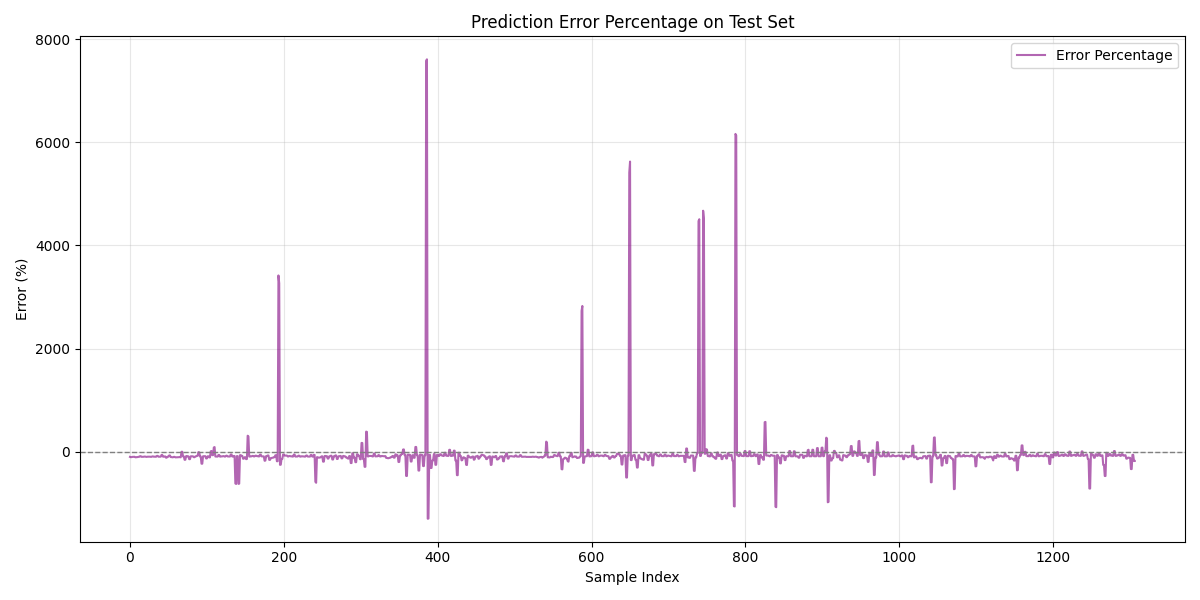 Prediction Error Percentage on Test Set
Error Percentage
8000
6000
4000
2000
0
Error (%)
0 200 400 600 800 1000 1200
Sample Index